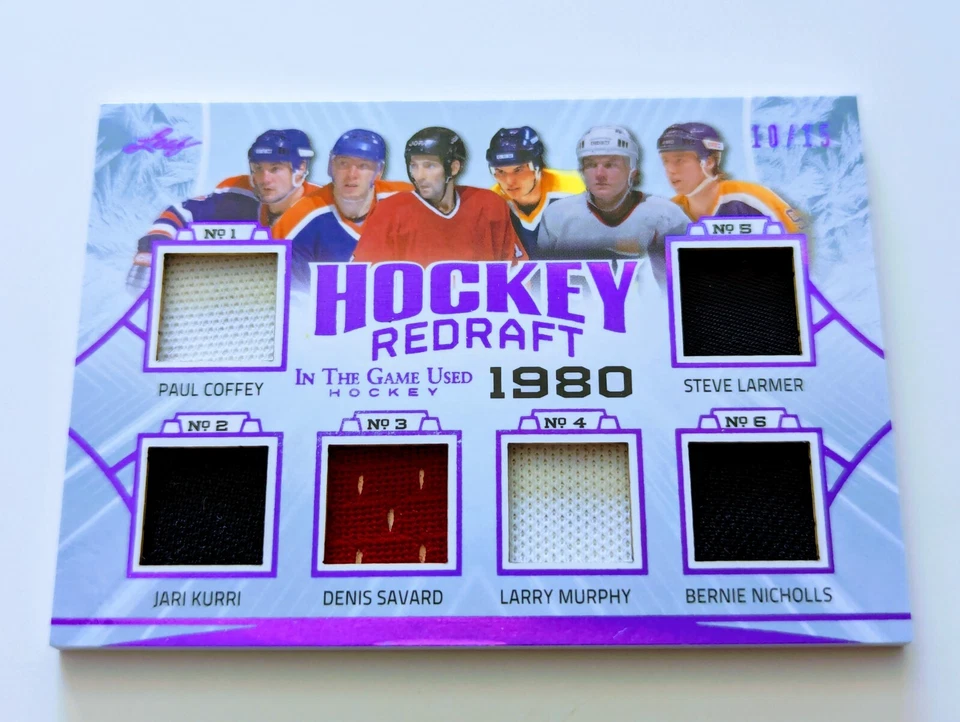 Leaf
10/15
No 1
No 5
HOCKEY
REDRAFT
PAUL COFFEY
IN THE GAME USED
HOCKEY
1980
STEVE LARMER
No 2
No 3
No 4
No 6
JARI KURRI
DENIS SAVARD
LARRY MURPHY
BERNIE NICHOLLS